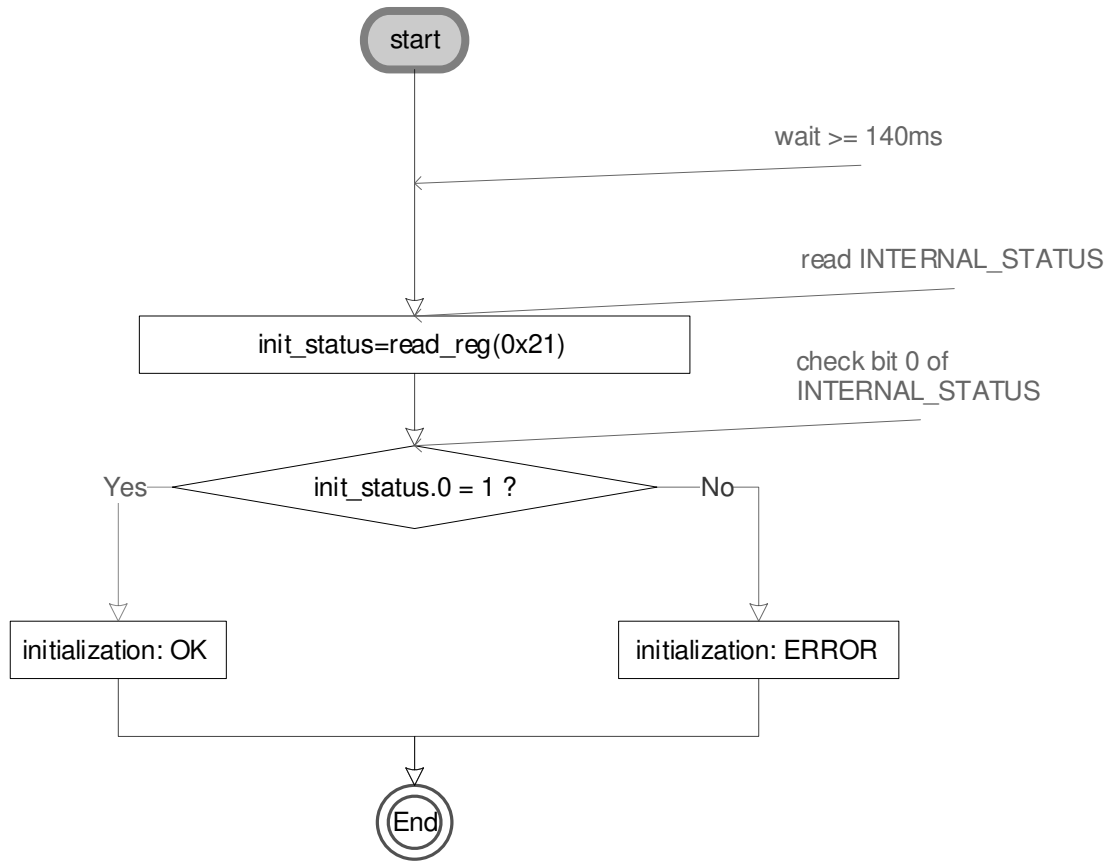 start
wait >= 140ms
read INTERNAL_STATUS
init_status=read_reg(0x21)
check bit 0 of
INTERNAL_STATUS
Yes
init_status.0 = 1 ?
No
initialization: OK
initialization: ERROR
End